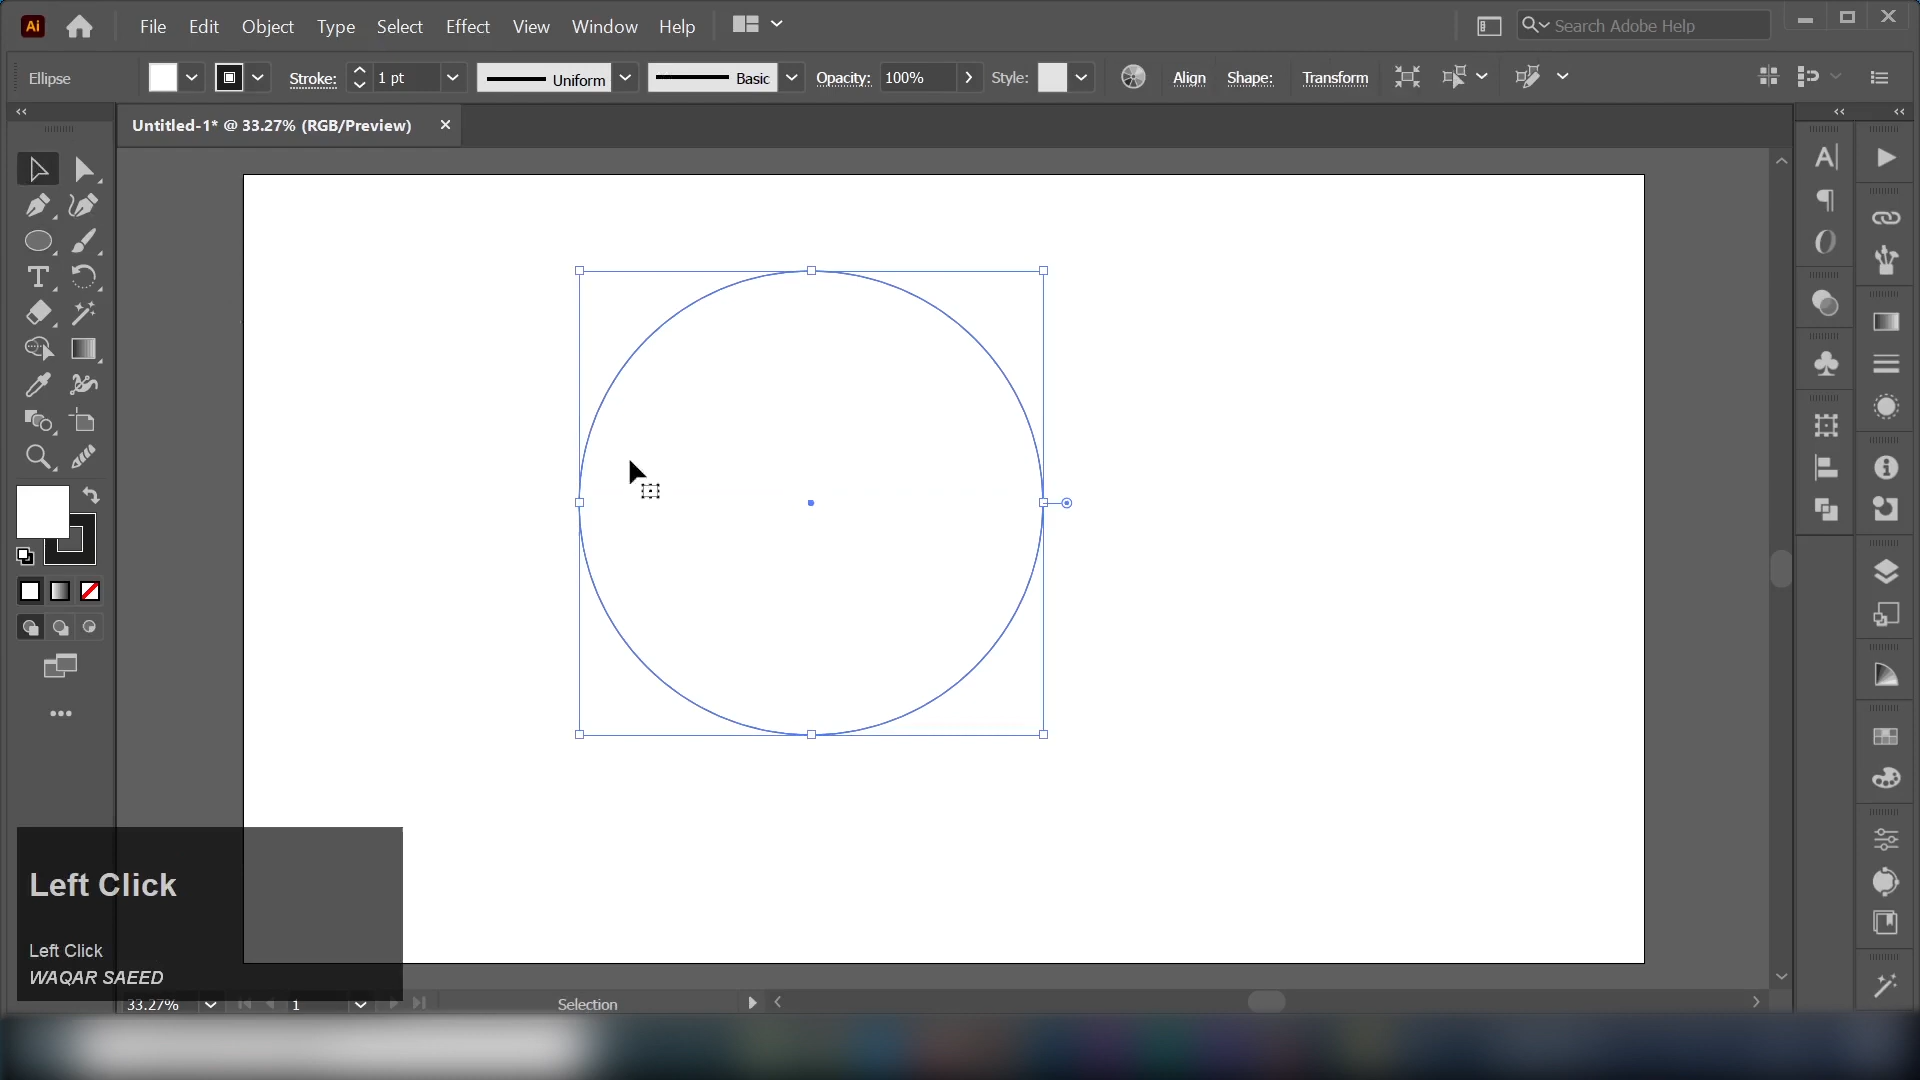 Ai File Edit Object Type Select Effect View Window Help Search Adobe Help
Ellipse Stroke: 1 pt Uniform Basic Opacity: 100% Style: Align Shape: Transform
Untitled-1* @ 33.27% (RGB/Preview)
Left Click
Left Click
WAQAR SAEED
33.27% 1 Selection